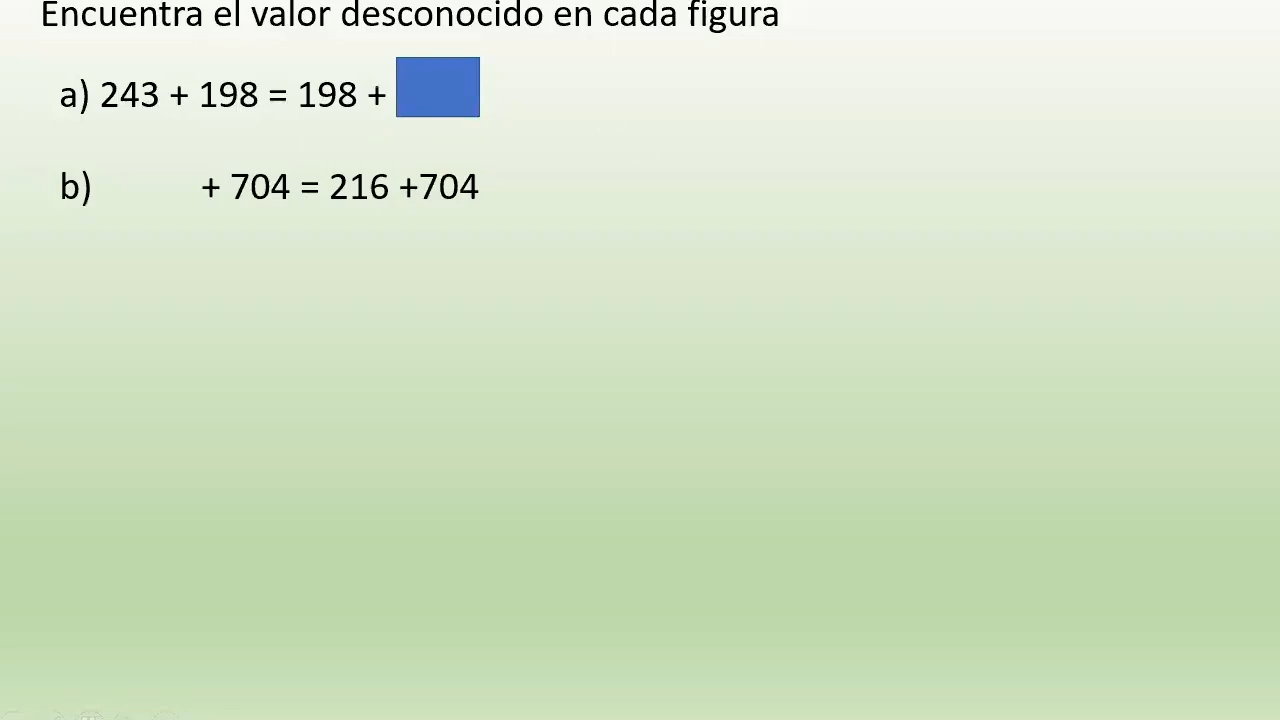 Encuentra el valor desconocido en cada figura
a) 243 + 198 = 198 +
b) + 704 = 216 +704